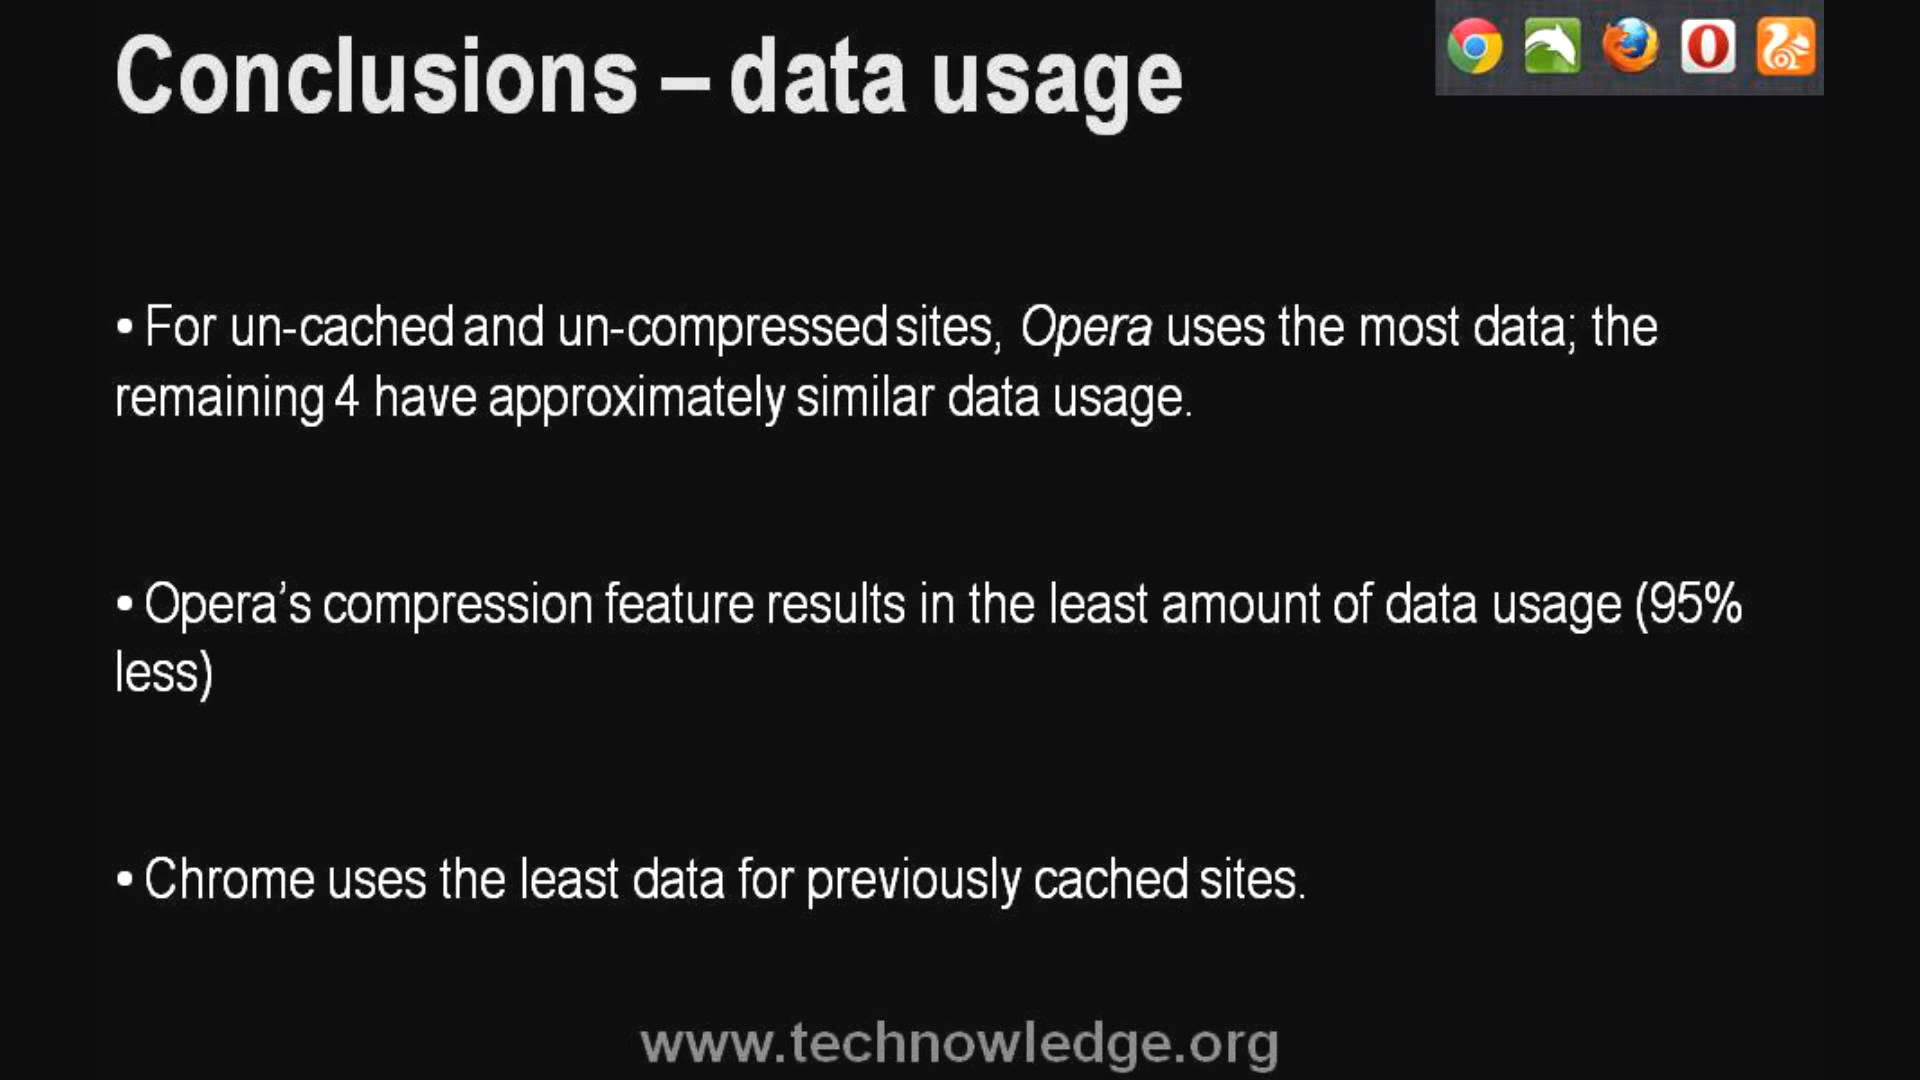 Conclusions – data usage
• For un-cached and un-compressed sites, Opera uses the most data; the
remaining 4 have approximately similar data usage.
• Opera’s compression feature results in the least amount of data usage (95%
less)
• Chrome uses the least data for previously cached sites.
www.technowledge.org